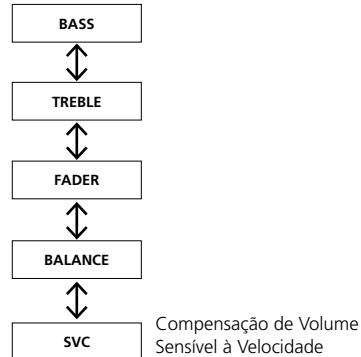 BASS
TREBLE
FADER
BALANCE
SVC
Compensação de Volume
Sensível à Velocidade